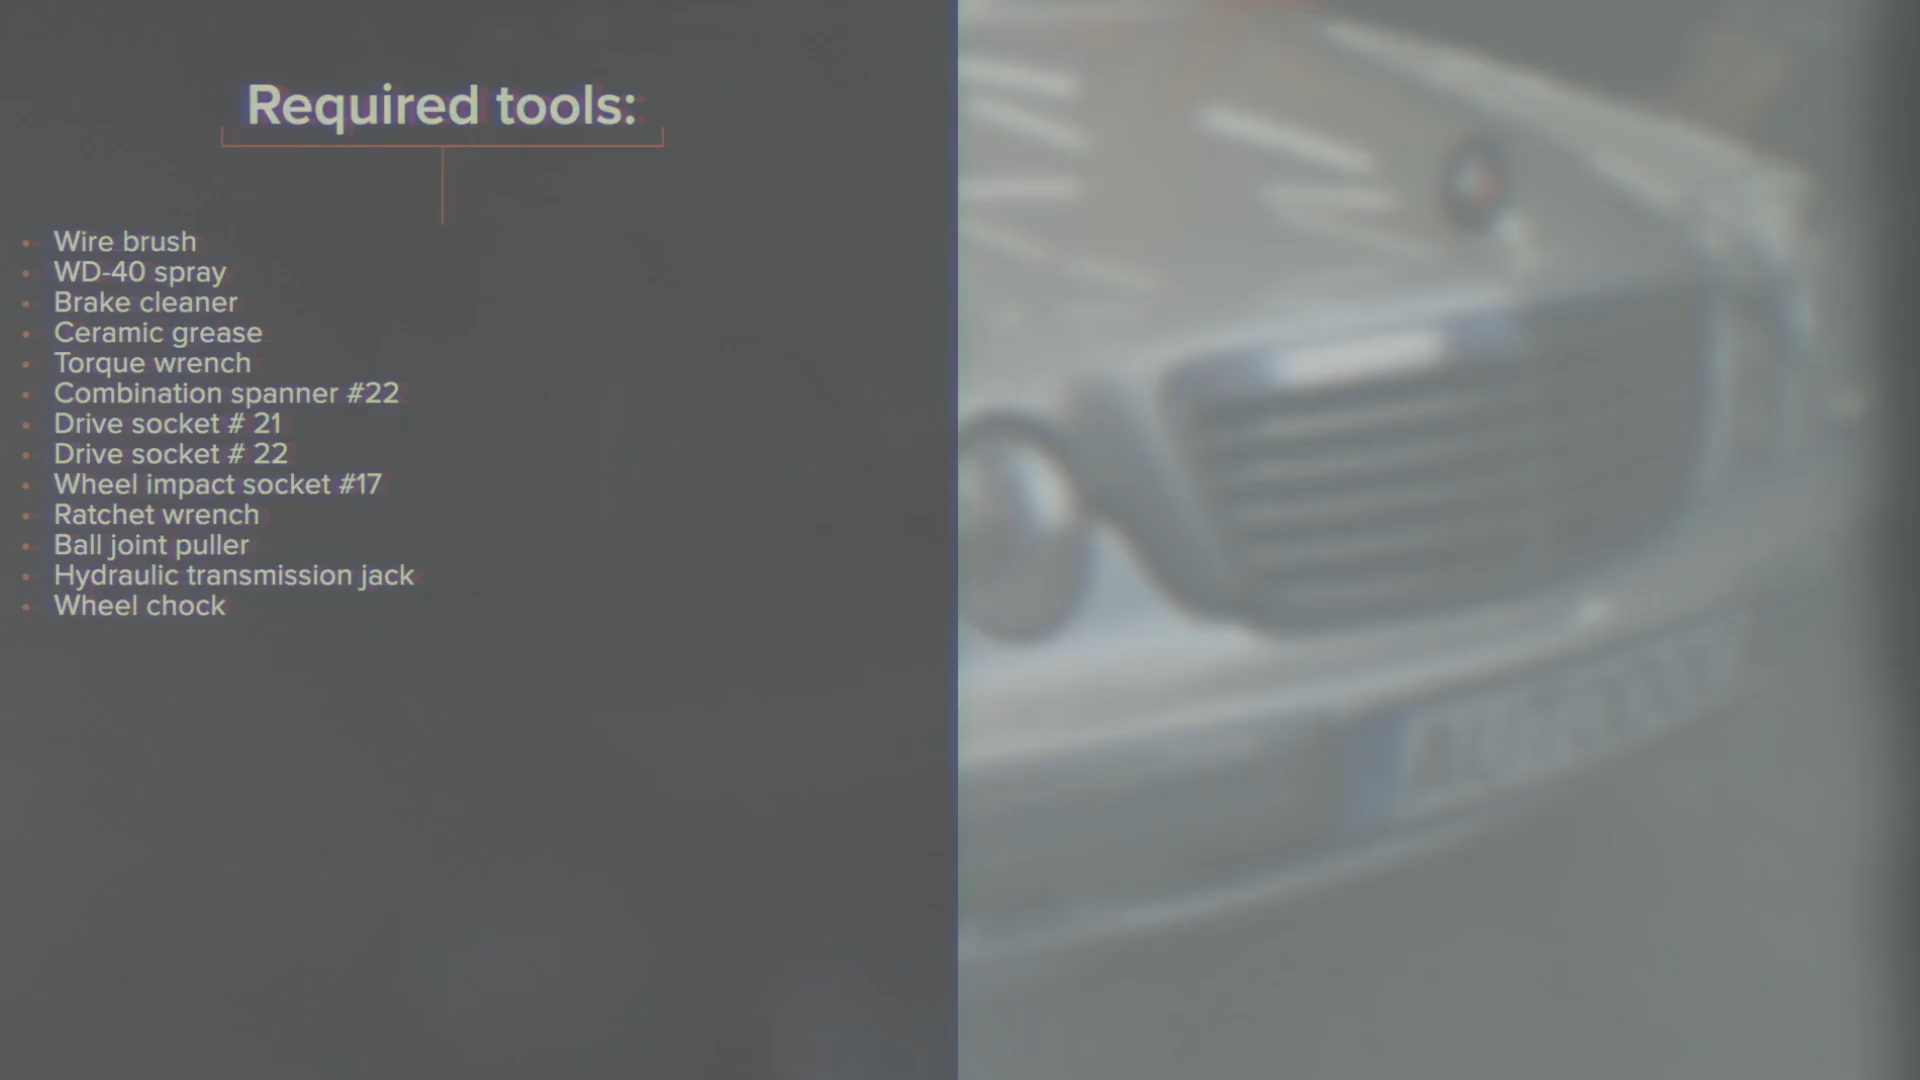 Required tools:
Wire brush
WD-40 spray
Brake cleaner
Ceramic grease
Torque wrench
Combination spanner #22
Drive socket # 21
Drive socket # 22
Wheel impact socket #17
Ratchet wrench
Ball joint puller
Hydraulic transmission jack
Wheel chock